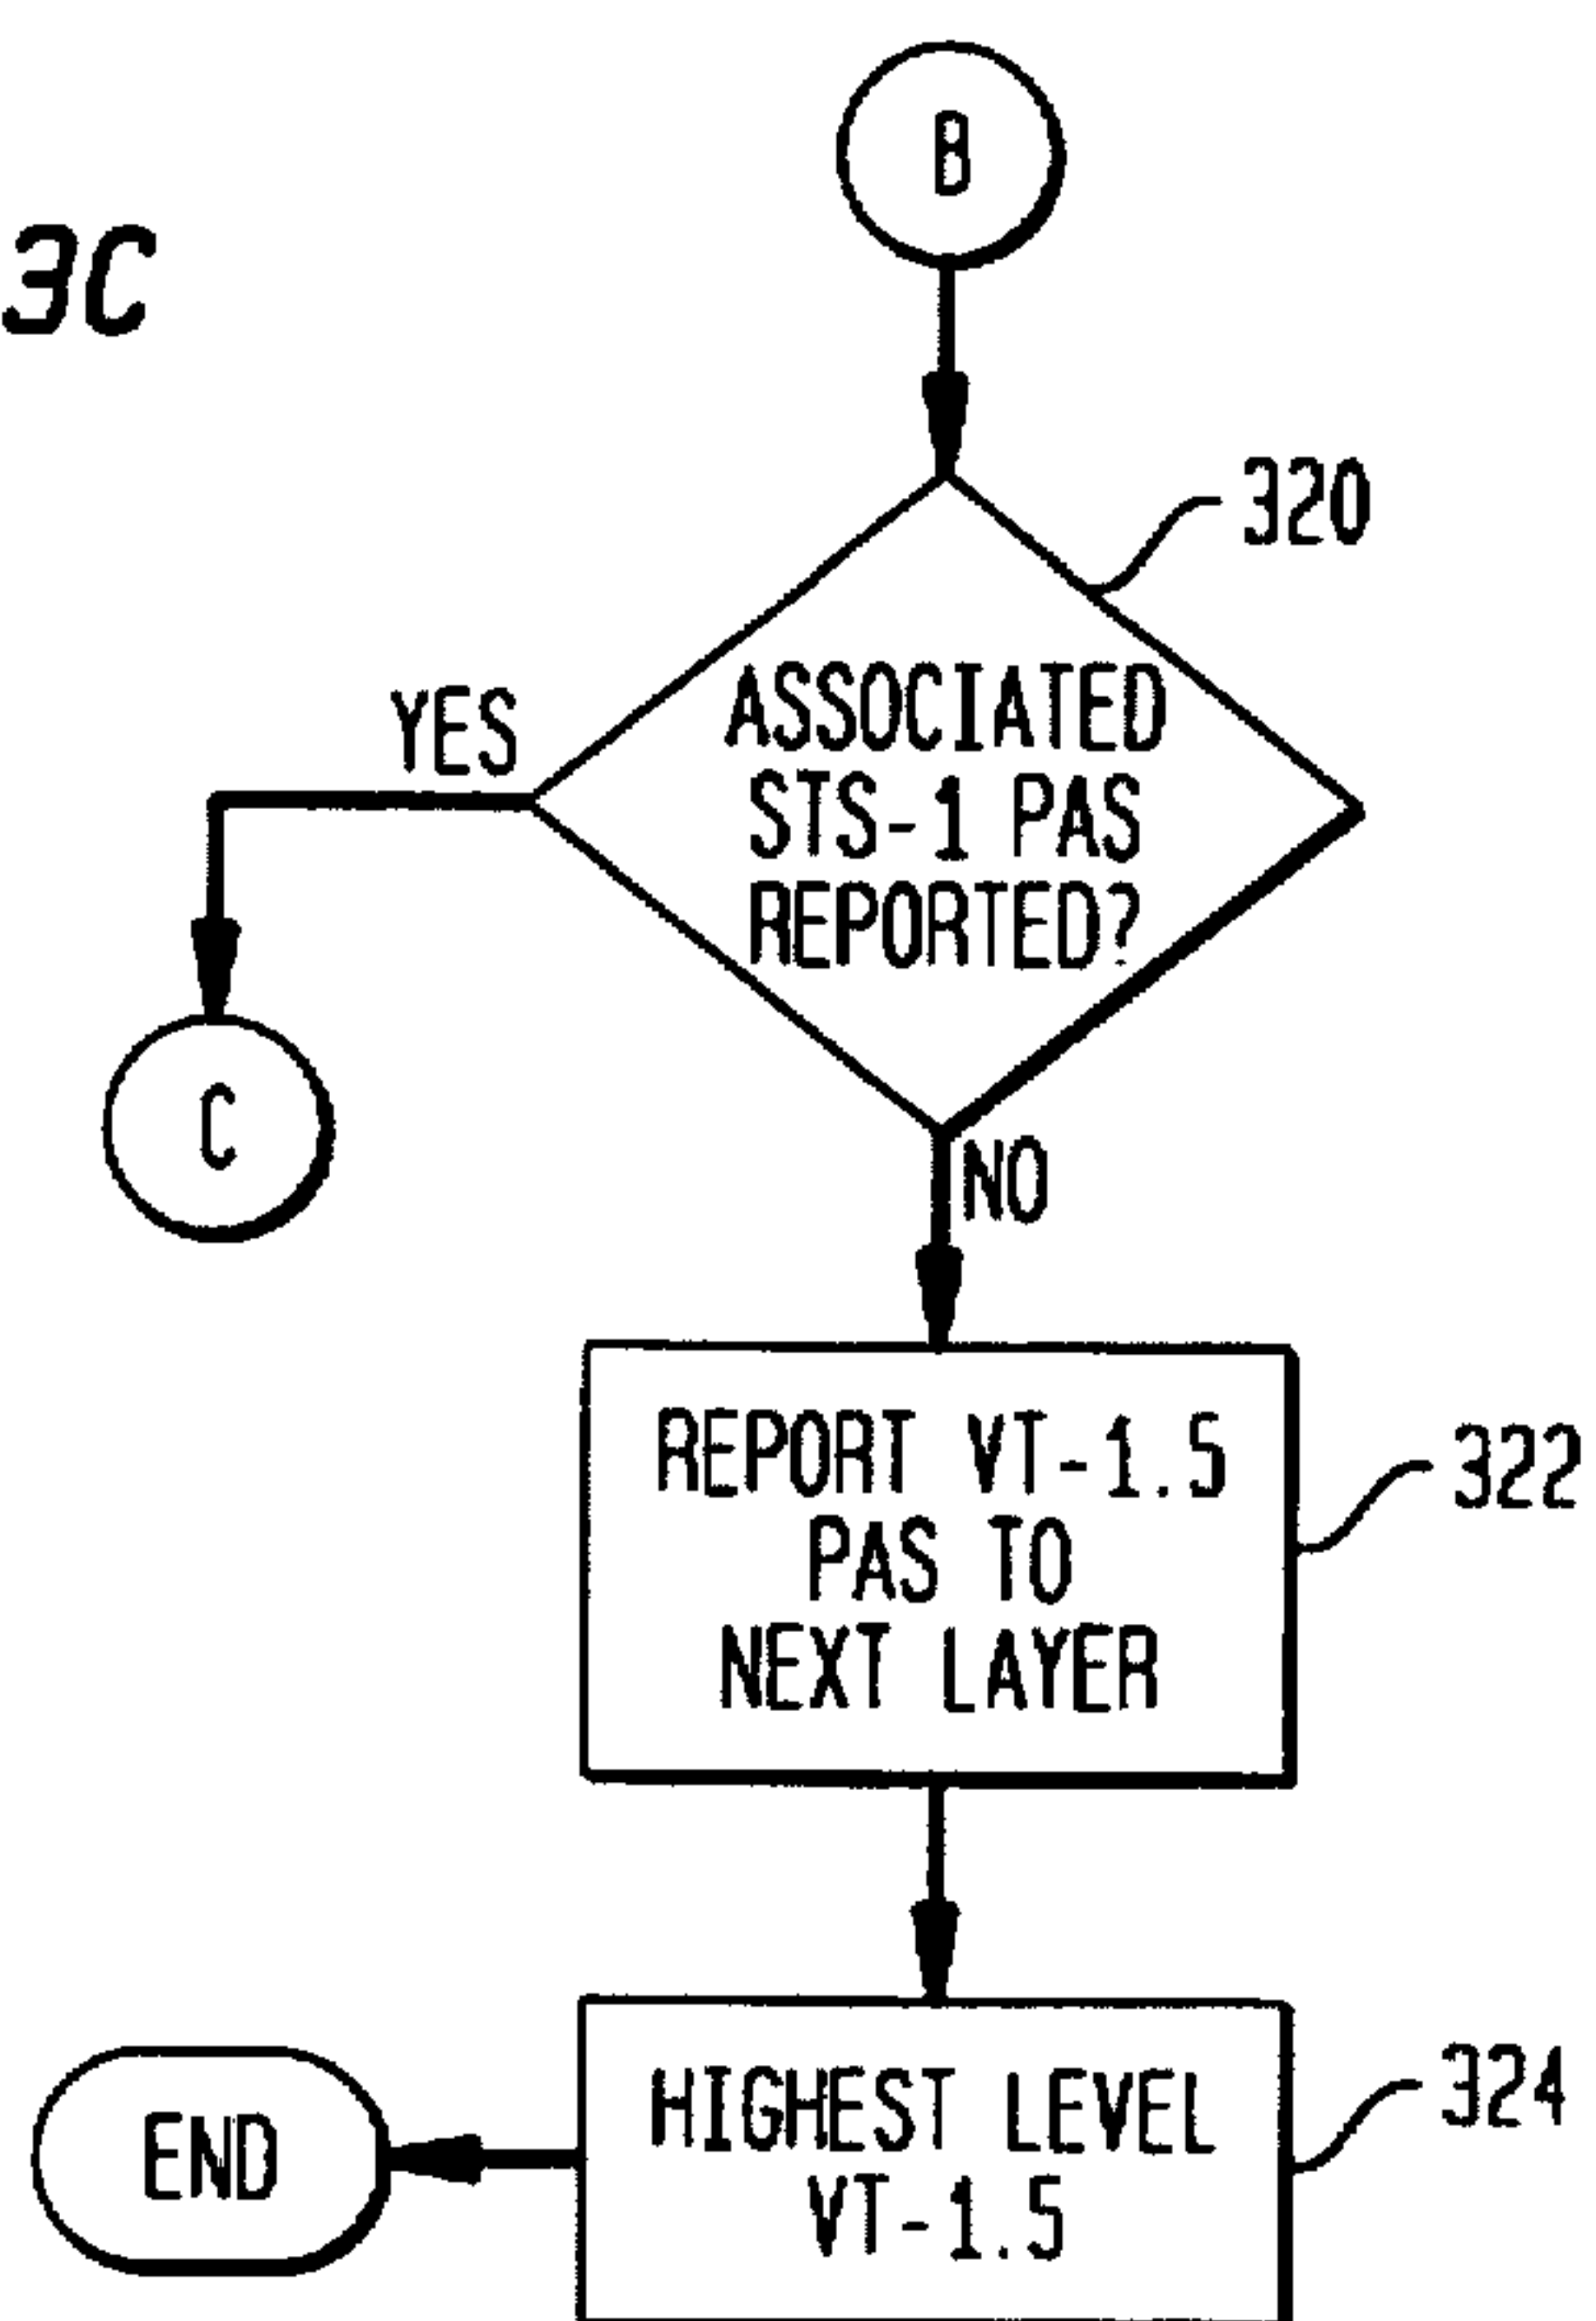 B
3C
320
ASSOCIATED
STS-1 PAS
REPORTED?
YES
C
NO
REPORT VT-1.5
PAS TO
NEXT LAYER
322
HIGHEST LEVEL
VT-1.5
324
END